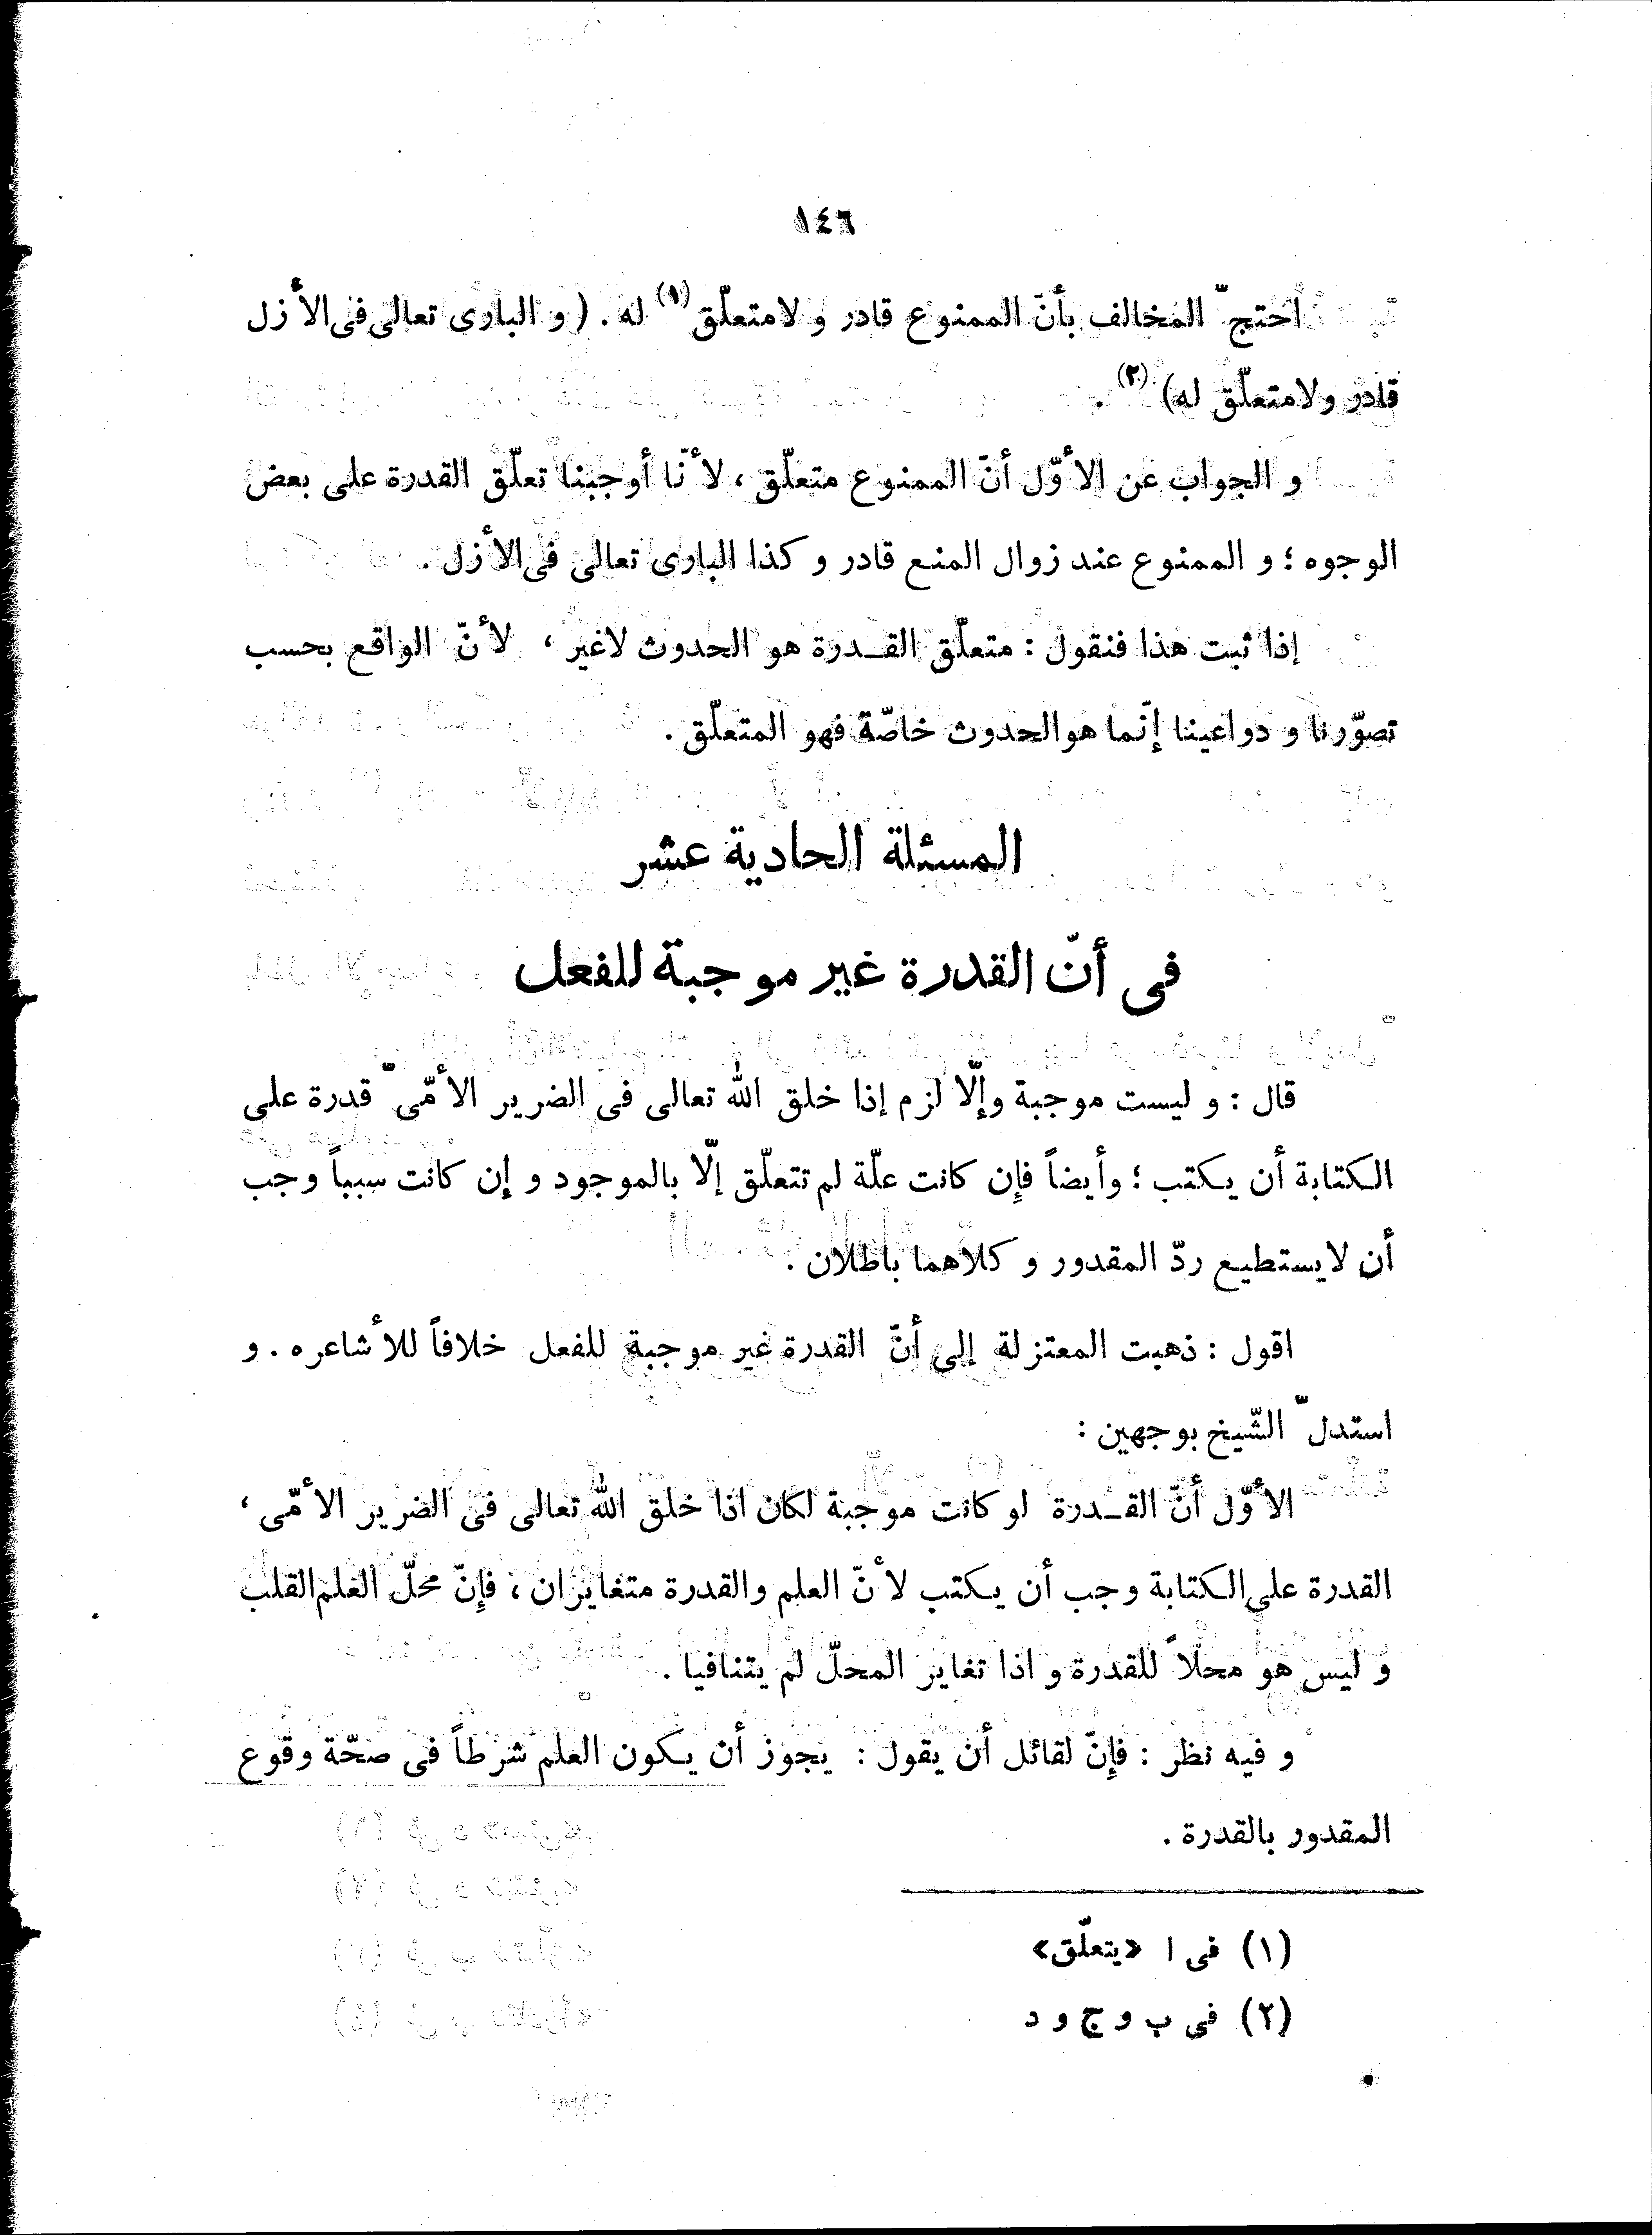 ١٤٦
احتجّ المخالف بأنّ الممنوع قادر و لامتعلّق(١) له . (و البارى تعالى فى الأزل
قادر ولامتعلّق له)(٢) .
و الجواب عن الأوّل أنّ الممنوع متعلّق ، لأنّا أوجبنا تعلّق القدرة على بعض
الوجوه ؛ و الممنوع عند زوال المنع قادر و كذا البارى تعالى فى الأزل .
إذا ثبت هذا فنقول : متعلّق القـدرة هو الحدوث لاغير ، لأنّ الواقع بحسب
تصوّرنا و دواعينا إنّما هوالحدوث خاصّة فهو المتعلّق .
المسئلة الحادية عشر
فى أنّ القدرة غير موجبة للفعل
قال : و ليست موجبة وإلّا لزم إذا خلق الله تعالى فى الضرير الأمّىّ قدرة على
الكتابة أن يكتب ؛ وأيضاً فإن كانت علّة لم تتعلّق إلّا بالموجود و إن كانت سبباً وجب
أن لايستطيع ردّ المقدور و كلاهما باطلان .
اقول : ذهبت المعتزلة إلى أنّ القدرة غير موجبة للفعل خلافاً للأشاعره . و
استدلّ الشّيخ بوجهين :
الأوّل أنّ القـدرة لو كانت موجبة لكان اذا خلق الله تعالى فى الضرير الأمّى ،
القدرة على الكتابة وجب أن يكتب لأنّ العلم والقدرة متغايران ، فإنّ محلّ العلم القلب
و ليس هو محلّاً للقدرة و اذا تغاير المحلّ لم يتنافيا .
و فيه نظر : فإنّ لقائل أن يقول : يجوز أن يكون العلم شرطاً فى صحّة وقوع
المقدور بالقدرة .
(١) فى ا «يتعلّق»
(٢) فى ب و ج و د